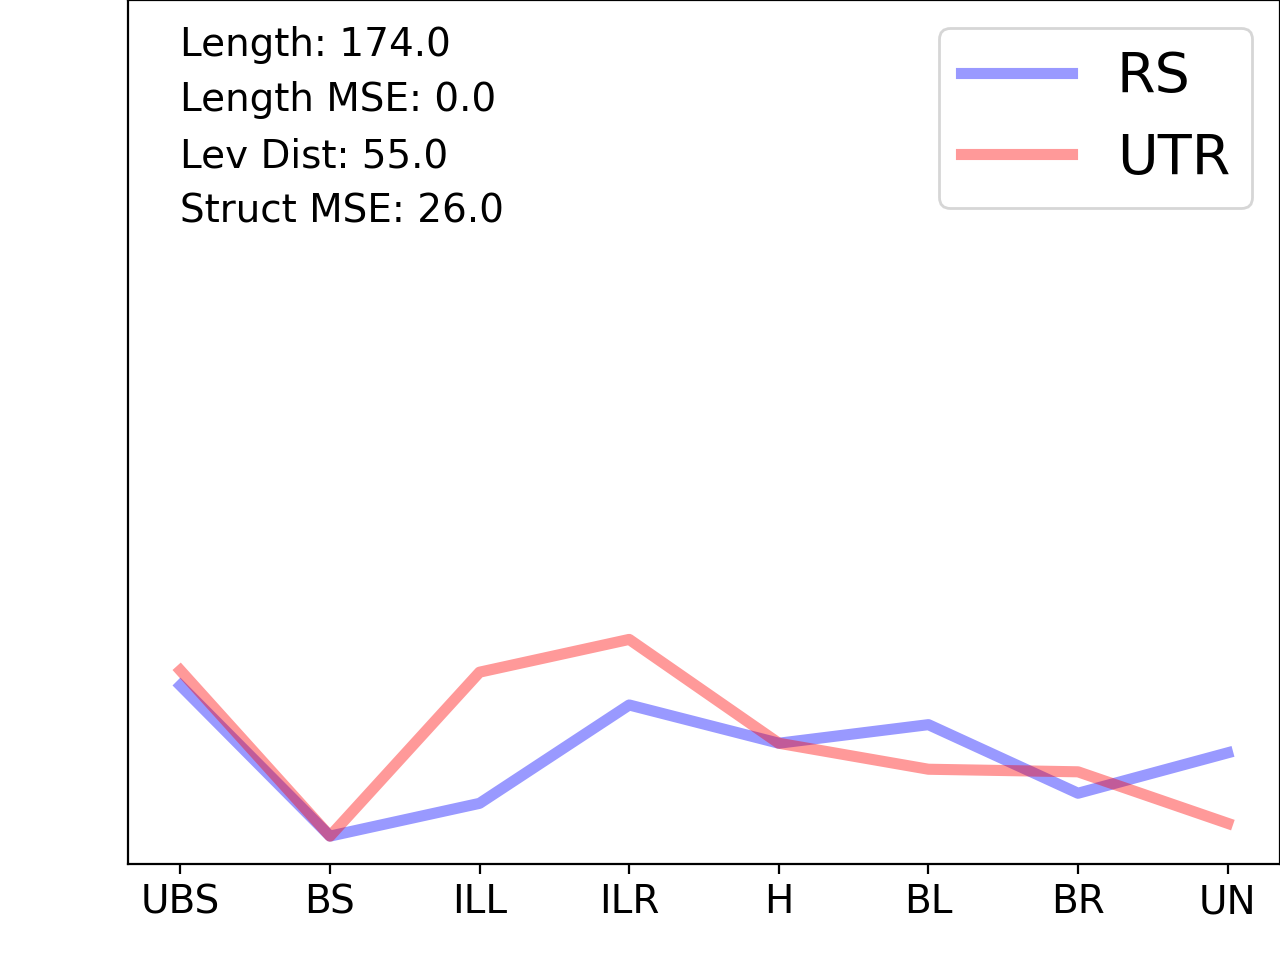 Length: 174.0
Length MSE: 0.0
Lev Dist: 55.0
Struct MSE: 26.0
RS
UTR
UBS BS ILL ILR H BL BR UN